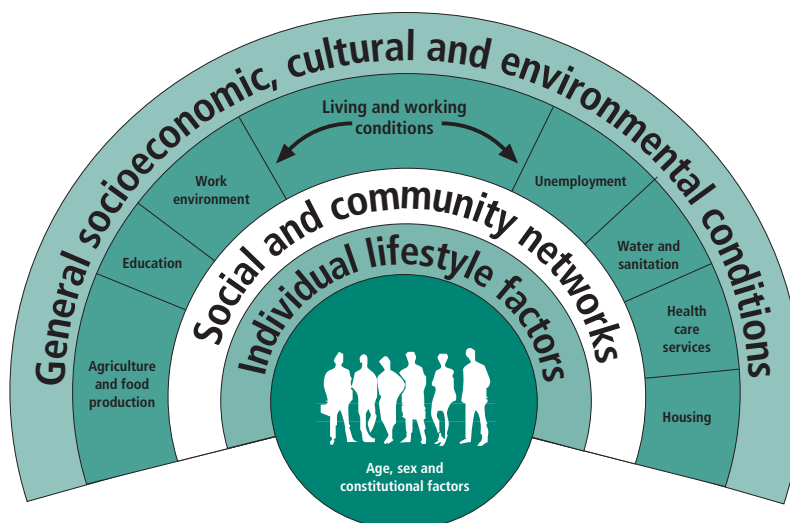 General socioeconomic, cultural and environmental conditions
Living and working
conditions
Agriculture
and food
production
Education
Work
environment
Unemployment
Water and
sanitation
Health
care
services
Housing
Social and community networks
Individual lifestyle factors
Age, sex and
constitutional factors